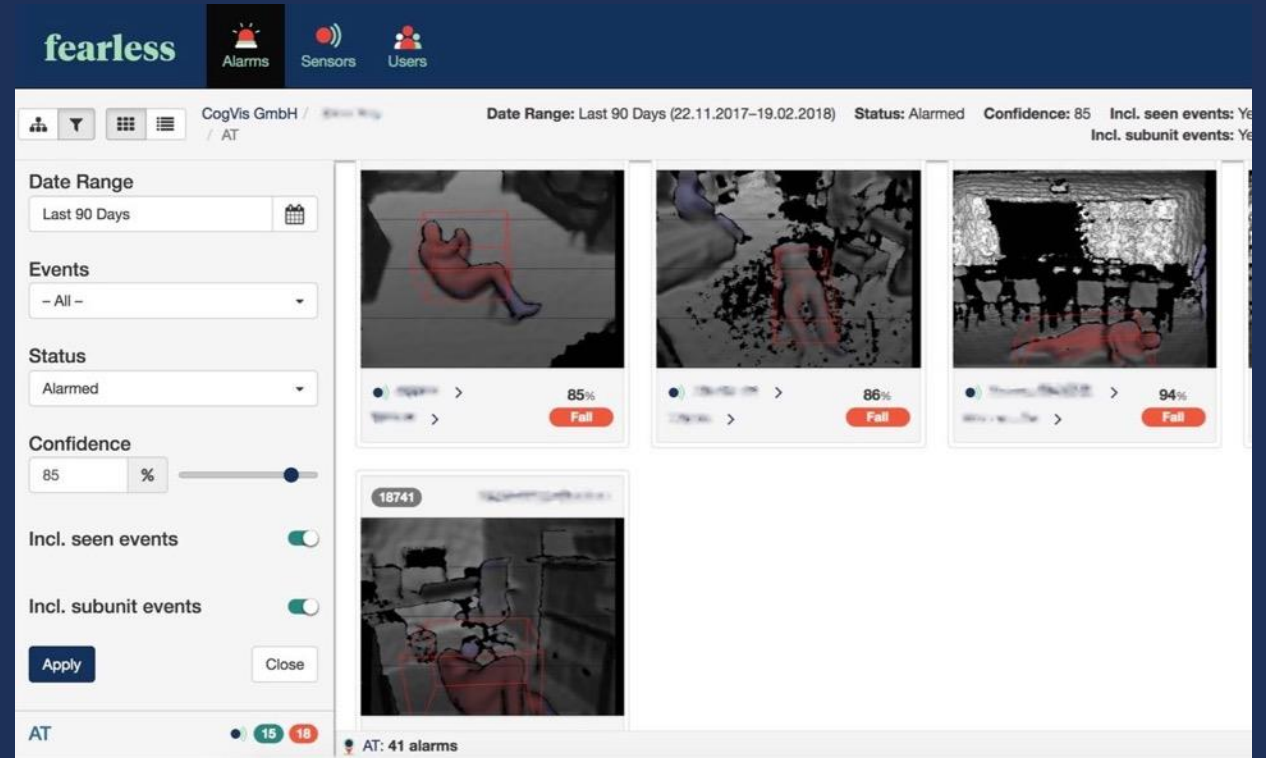 fearless
Alarms
Sensors
Users
CogVis GmbH /
/ AT
Date Range: Last 90 Days (22.11.2017–19.02.2018) Status: Alarmed Confidence: 85 Incl. seen events: Ye
Incl. subunit events: Ye
Date Range
Last 90 Days
Events
– All –
Status
Alarmed
Confidence
85 %
Incl. seen events
Incl. subunit events
Apply Close
AT 15 18
85%
Fall
86%
Fall
94%
Fall
18741
AT: 41 alarms